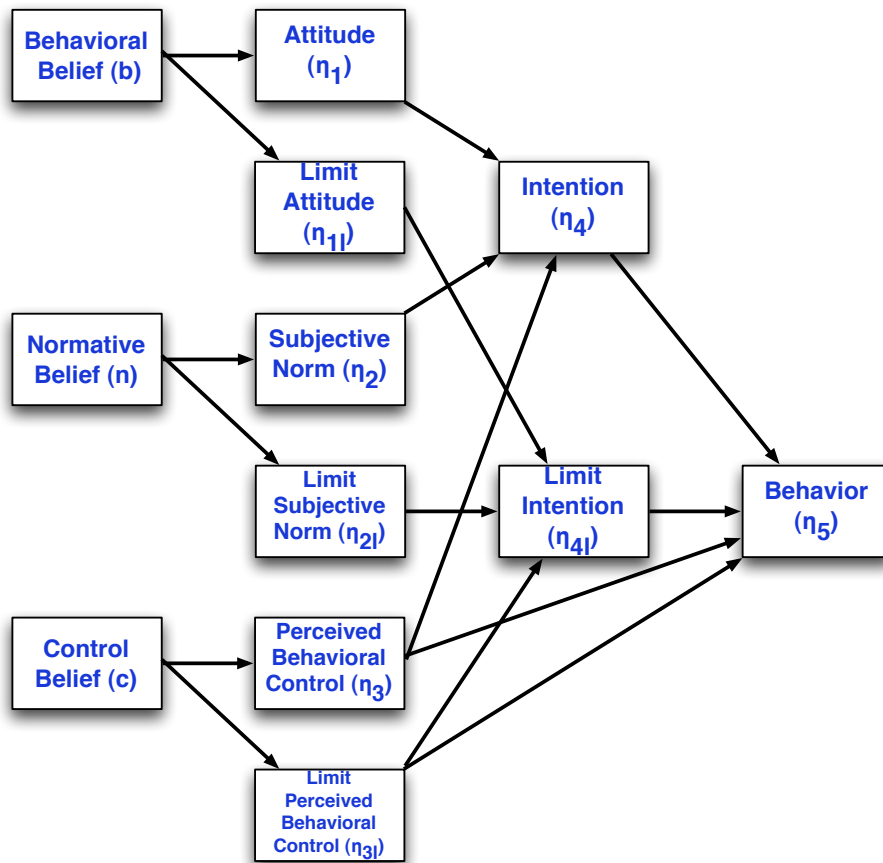 Behavioral
Belief (b)
Attitude
(η₁)
Limit
Attitude
(η₁ₗ)
Intention
(η₄)
Normative
Belief (n)
Subjective
Norm (η₂)
Limit
Subjective
Norm (η₂ₗ)
Limit
Intention
(η₄ₗ)
Behavior
(η₅)
Control
Belief (c)
Perceived
Behavioral
Control (η₃)
Limit
Perceived
Behavioral
Control (η₃ₗ)